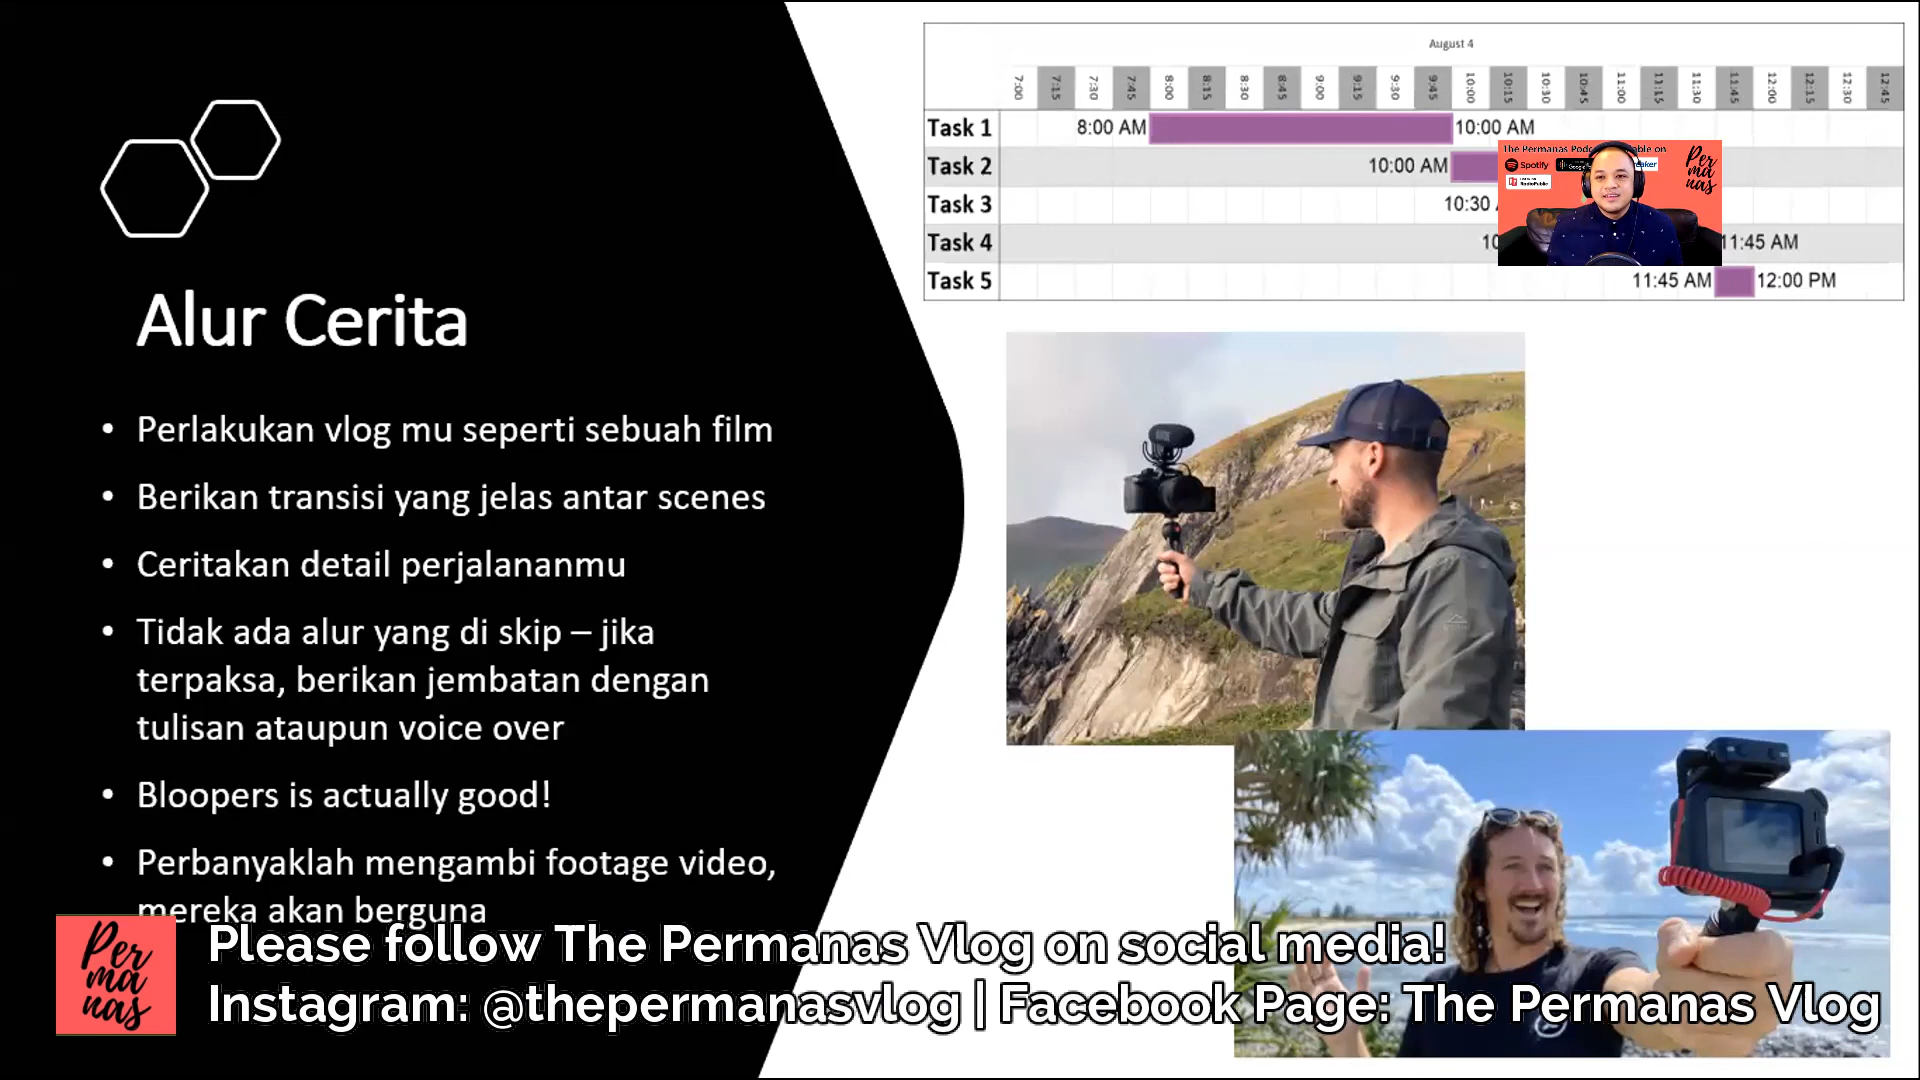 Alur Cerita
• Perlakukan vlog mu seperti sebuah film
• Berikan transisi yang jelas antar scenes
• Ceritakan detail perjalananmu
• Tidak ada alur yang di skip – jika
terpaksa, berikan jembatan dengan
tulisan ataupun voice over
• Bloopers is actually good!
• Perbanyaklah mengambi footage video,
mereka akan berguna
August 4
7:00 7:15 7:30 7:45 8:00 8:15 8:30 8:45 9:00 9:15 9:30 9:45 10:00 10:15 10:30 10:45 11:00 11:15 11:30 11:45 12:00 12:15 12:30 12:45
Task 1 8:00 AM 10:00 AM
Task 2 10:00 AM
Task 3 10:30
Task 4 11:45 AM
Task 5 11:45 AM 12:00 PM
The Permanas on
Spotify
RadioPublic
Per
ma
nas
Per
ma
nas
Please follow The Permanas Vlog on social media!
Instagram: @thepermanasvlog | Facebook Page: The Permanas Vlog